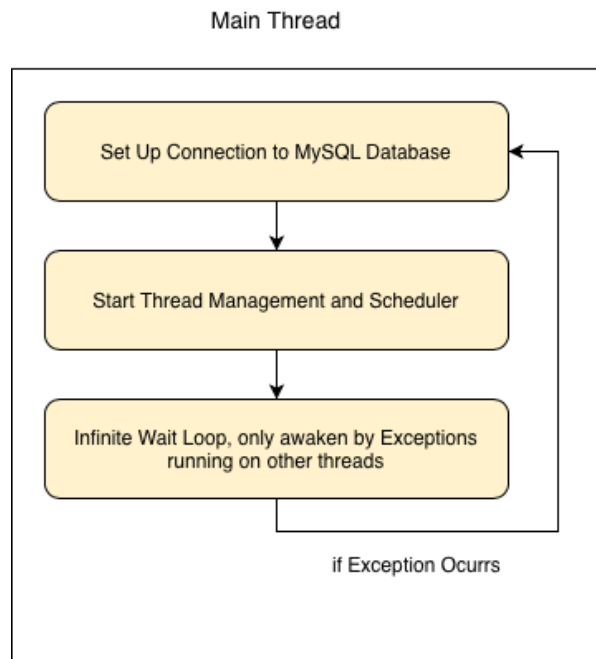 Main Thread
Set Up Connection to MySQL Database
Start Thread Management and Scheduler
Infinite Wait Loop, only awaken by Exceptions
running on other threads
if Exception Ocurrs